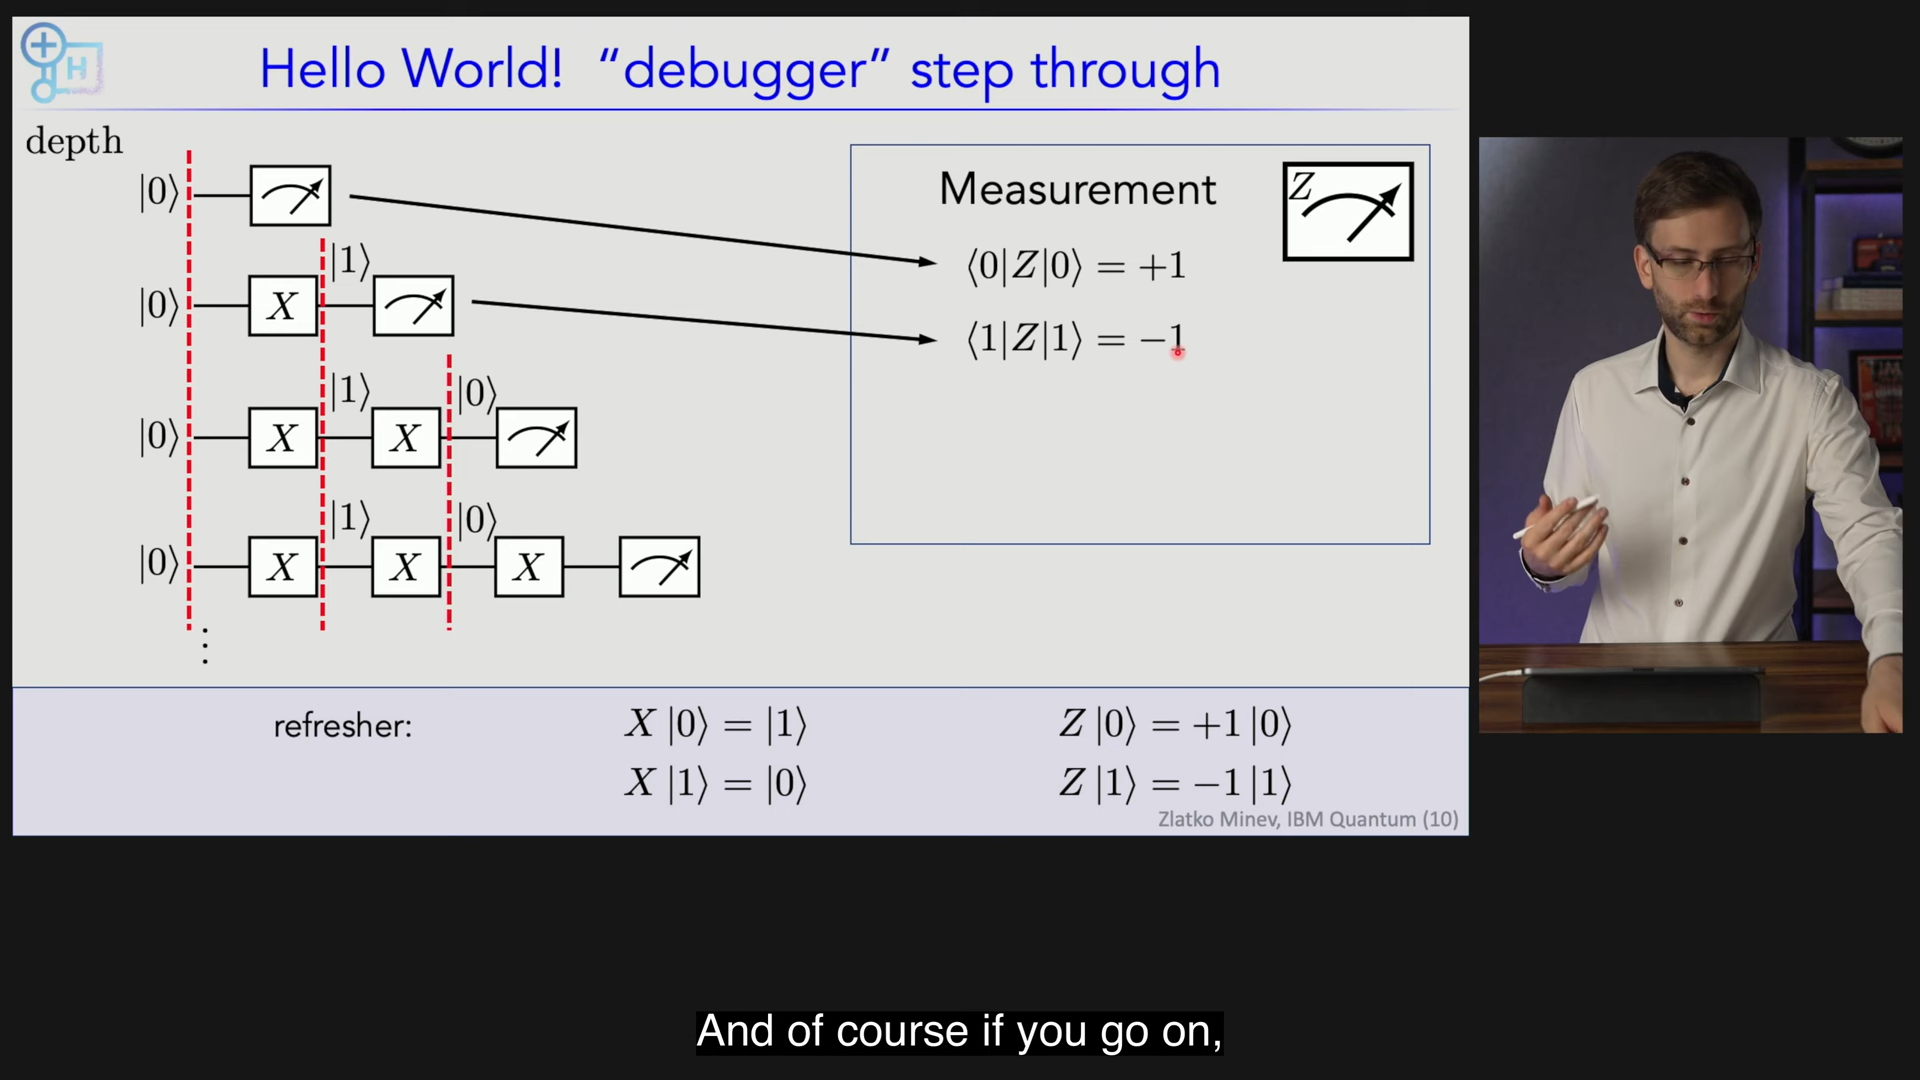 Hello World! “debugger” step through
H
depth
|0⟩
|1⟩
|0⟩ X
|1⟩ |0⟩
|0⟩ X X
|1⟩ |0⟩
|0⟩ X X X
⋮
Measurement
Z
⟨0|Z|0⟩ = +1
⟨1|Z|1⟩ = −1
refresher:
X |0⟩ = |1⟩
X |1⟩ = |0⟩
Z |0⟩ = +1 |0⟩
Z |1⟩ = −1 |1⟩
Zlatko Minev, IBM Quantum (10)
And of course if you go on,